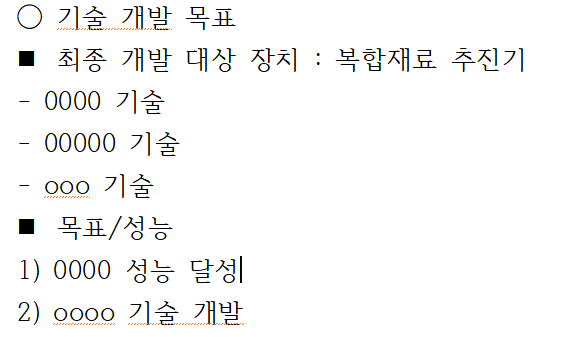 ○ 기술 개발 목표
■ 최종 개발 대상 장치 : 복합재료 추진기
- 0000 기술
- 00000 기술
- ooo 기술
■ 목표/성능
1) 0000 성능 달성
2) oooo 기술 개발